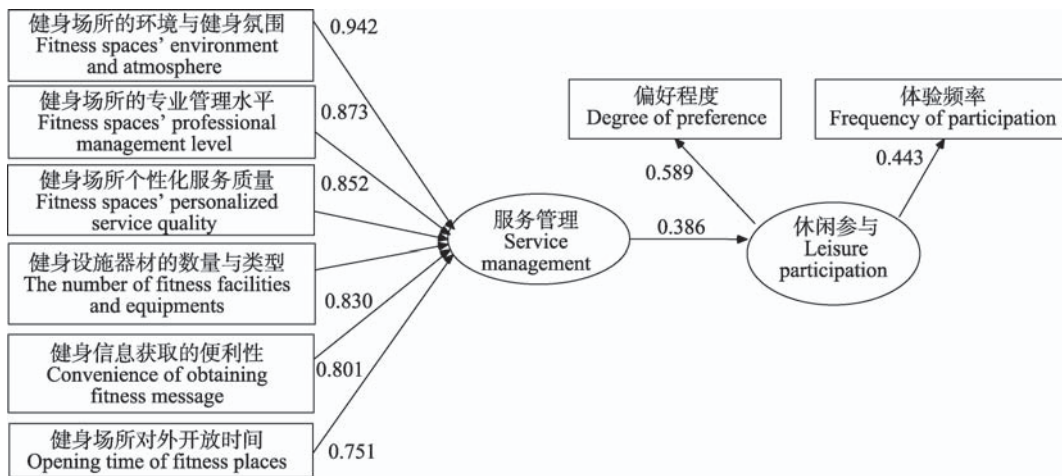 健身场所的环境与健身氛围
Fitness spaces’ environment
and atmosphere
0.942
健身场所的专业管理水平
Fitness spaces’ professional
management level
0.873
健身场所个性化服务质量
Fitness spaces’ personalized
service quality
0.852
健身设施器材的数量与类型
The number of fitness facilities
and equipments
0.830
健身信息获取的便利性
Convenience of obtaining
fitness message
0.801
健身场所对外开放时间
Opening time of fitness places
0.751
服务管理
Service
management
0.386
休闲参与
Leisure
participation
0.589
偏好程度
Degree of preference
0.443
体验频率
Frequency of participation